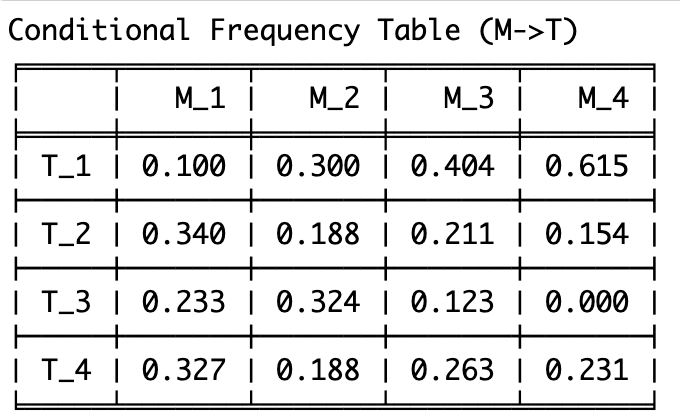 Conditional Frequency Table (M->T)
M_1 M_2 M_3 M_4
T_1 0.100 0.300 0.404 0.615
T_2 0.340 0.188 0.211 0.154
T_3 0.233 0.324 0.123 0.000
T_4 0.327 0.188 0.263 0.231